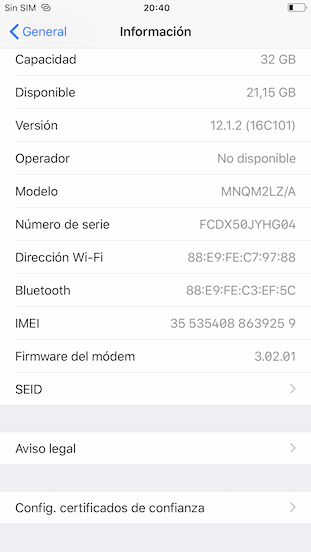 Sin SIM 20:40
General Información
Capacidad 32 GB
Disponible 21,15 GB
Versión 12.1.2 (16C101)
Operador No disponible
Modelo MNQM2LZ/A
Número de serie FCDX50JYHG04
Dirección Wi-Fi 88:E9:FE:C7:97:88
Bluetooth 88:E9:FE:C3:EF:5C
IMEI 35 535408 863925 9
Firmware del módem 3.02.01
SEID
Aviso legal
Config. certificados de confianza